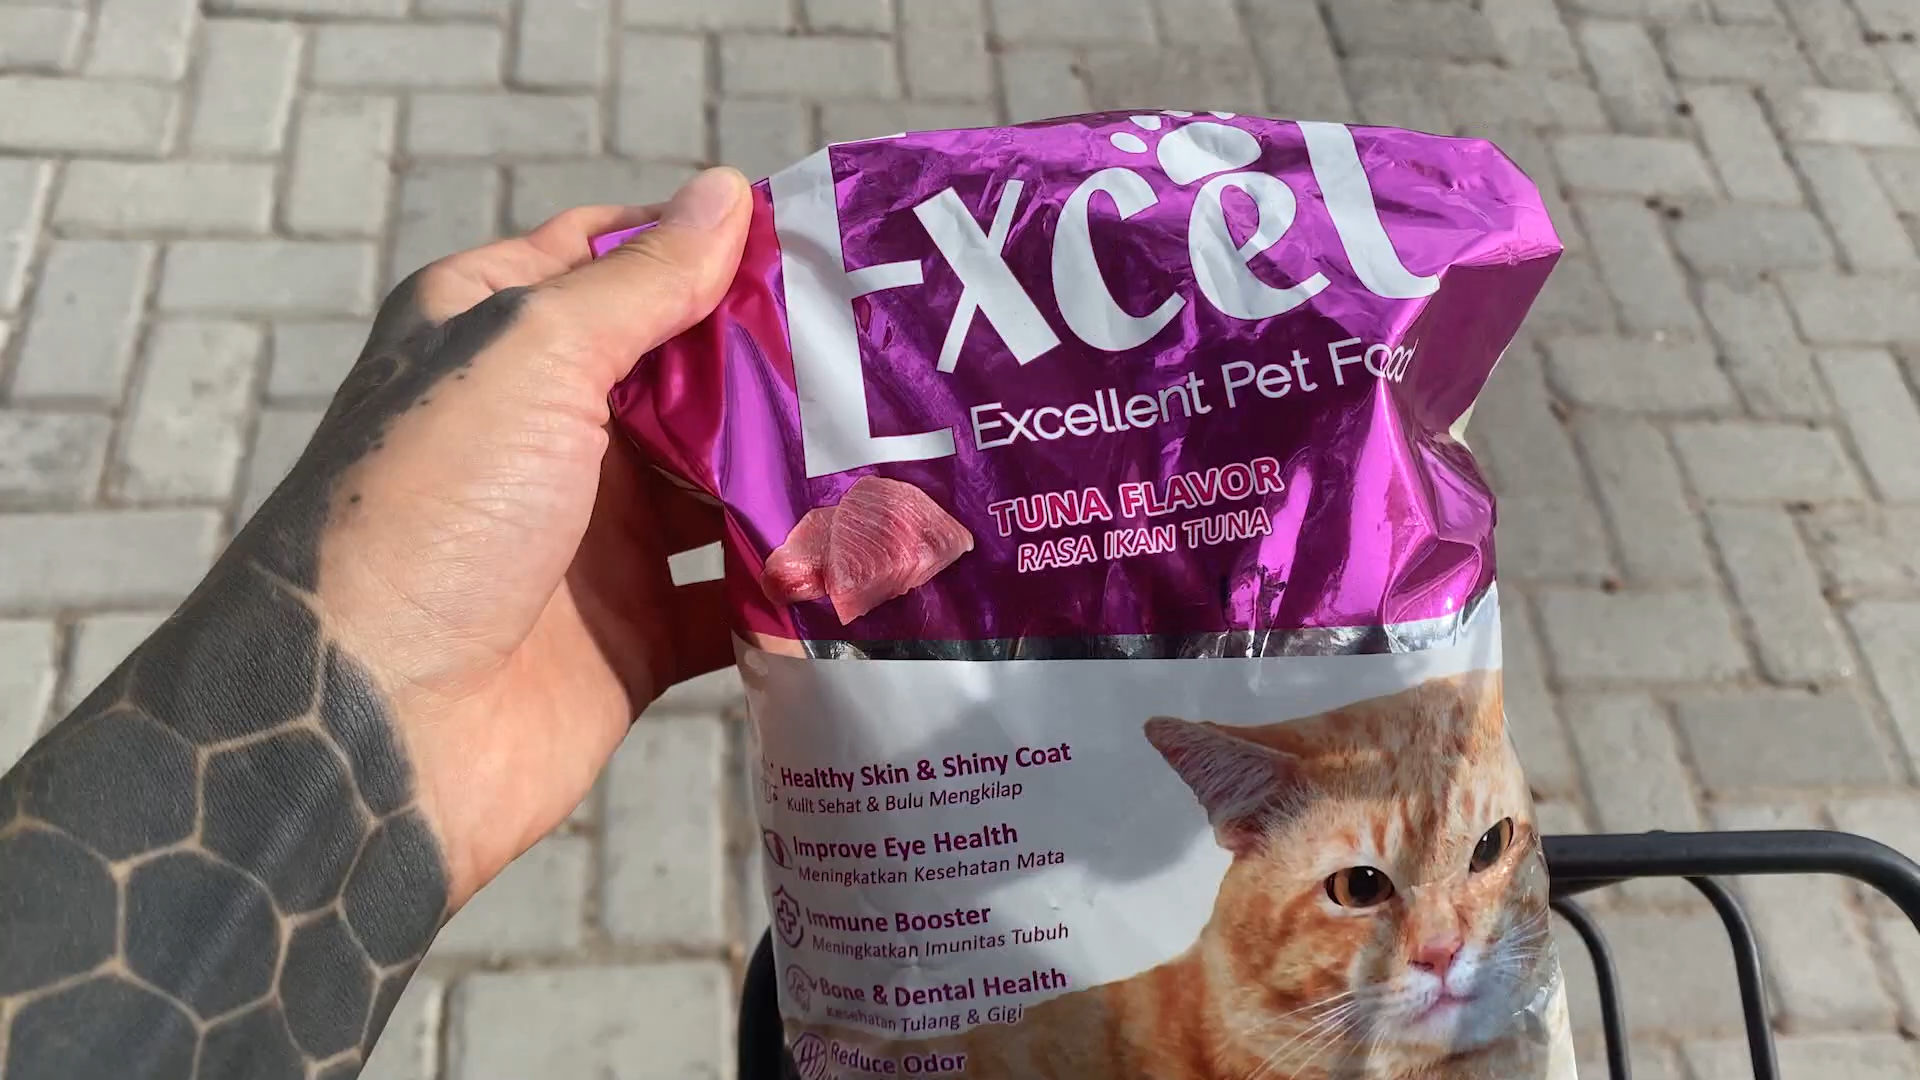 Excel
Excellent Pet Food
TUNA FLAVOR
RASA IKAN TUNA
Healthy Skin & Shiny Coat
Kulit Sehat & Bulu Mengkilap
Improve Eye Health
Meningkatkan Kesehatan Mata
Immune Booster
Meningkatkan Imunitas Tubuh
Bone & Dental Health
Kesehatan Tulang & Gigi
Reduce Odor